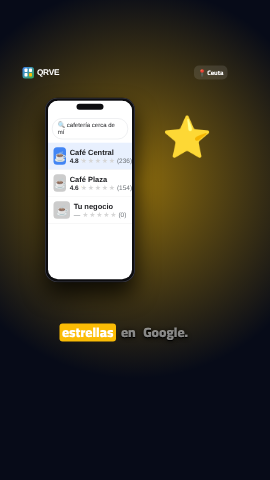 QRVE
📍 Ceuta
🔍 cafetería cerca de
mí
Café Central
4.8 ★★★★★ (236)
Café Plaza
4.6 ★★★★★ (154)
Tu negocio
— ★★★★★ (0)
estrellas en Google.